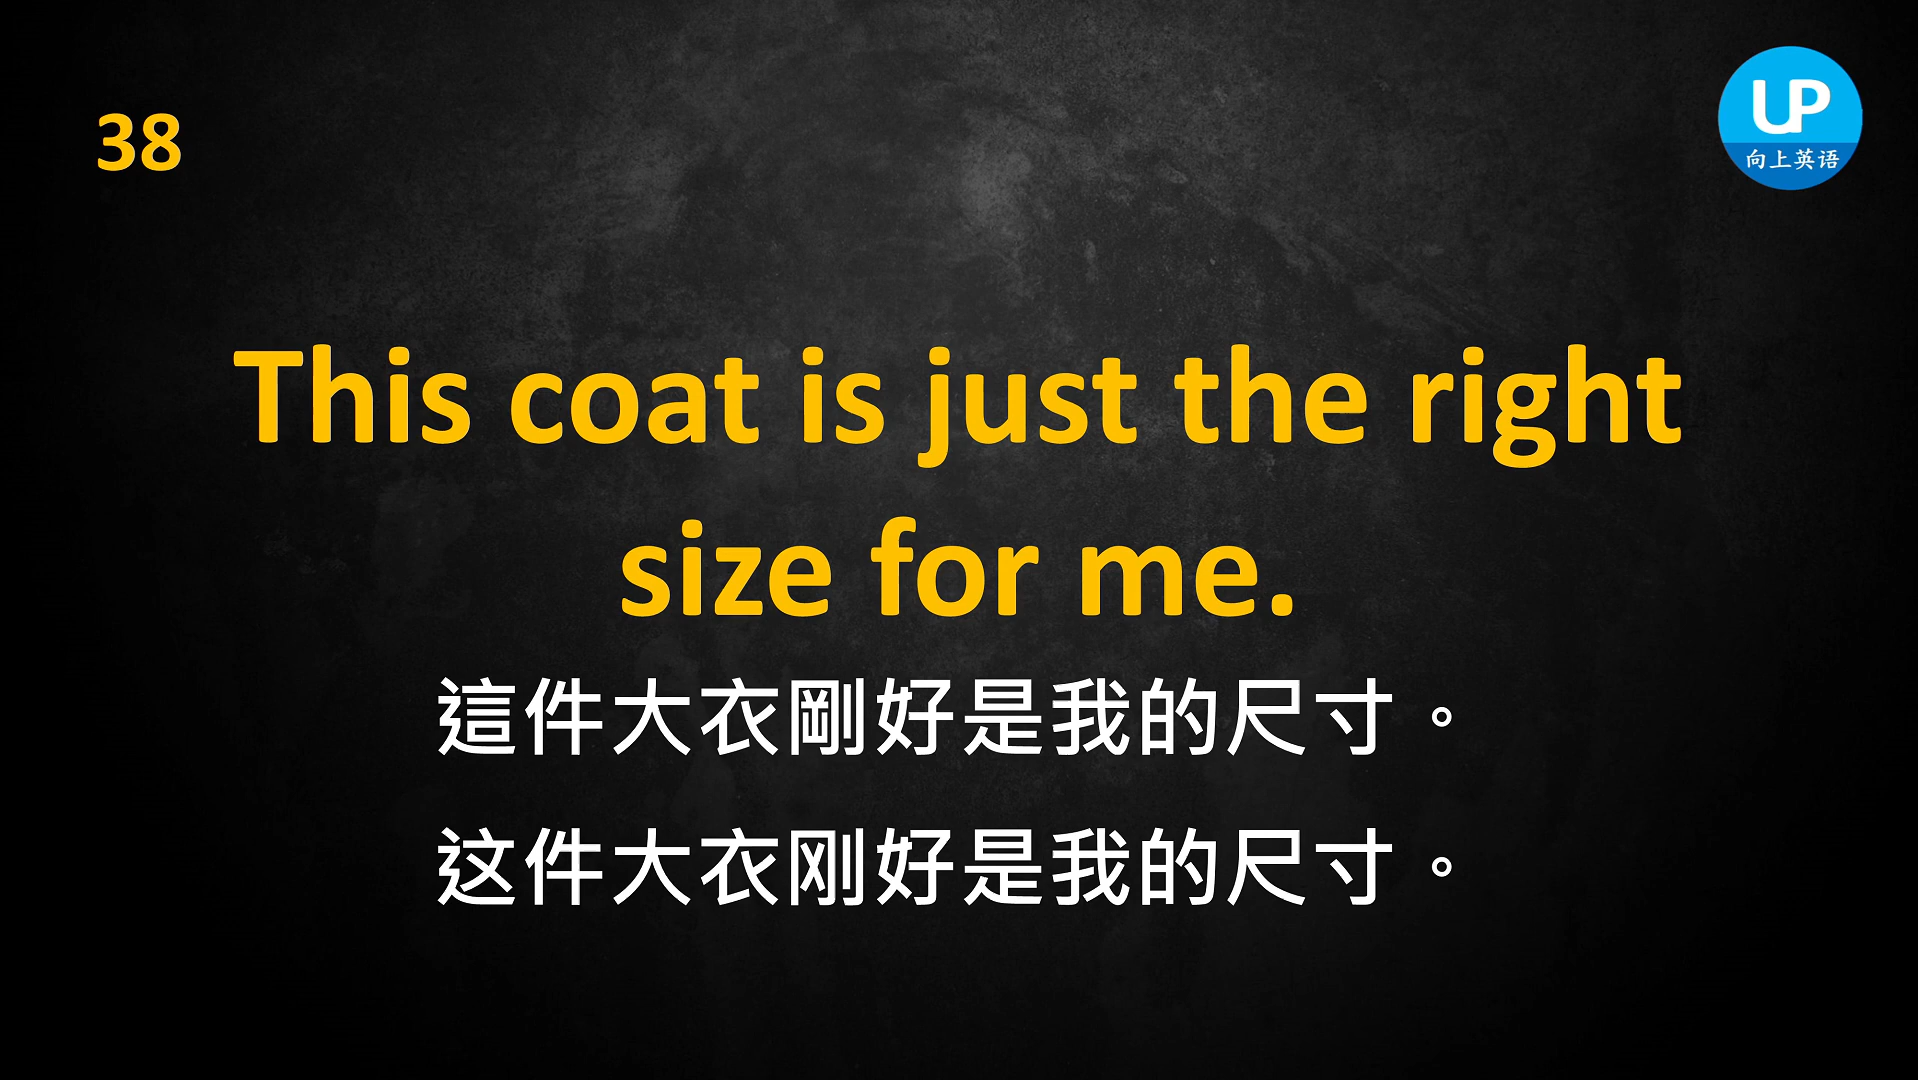 38
UP
向上英语
This coat is just the right
size for me.
這件大衣剛好是我的尺寸。
这件大衣刚好是我的尺寸。